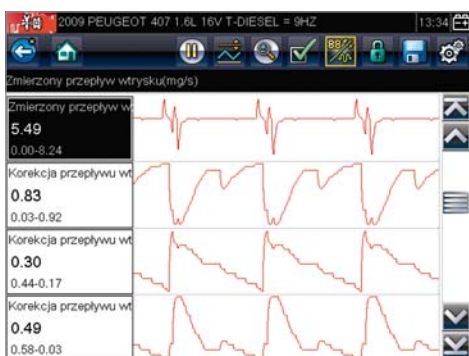 2009 PEUGEOT 407 1.6L 16V T-DIESEL = 9HZ 13:34
Zmierzony przepływ wtrysku(mg/s)
Zmierzony przepływ w
5.49
0.00-8.24
Korekcja przepływu wt
0.83
0.03-0.92
Korekcja przepływu wt
0.30
0.44-0.17
Korekcja przepływu wt
0.49
0.58-0.03